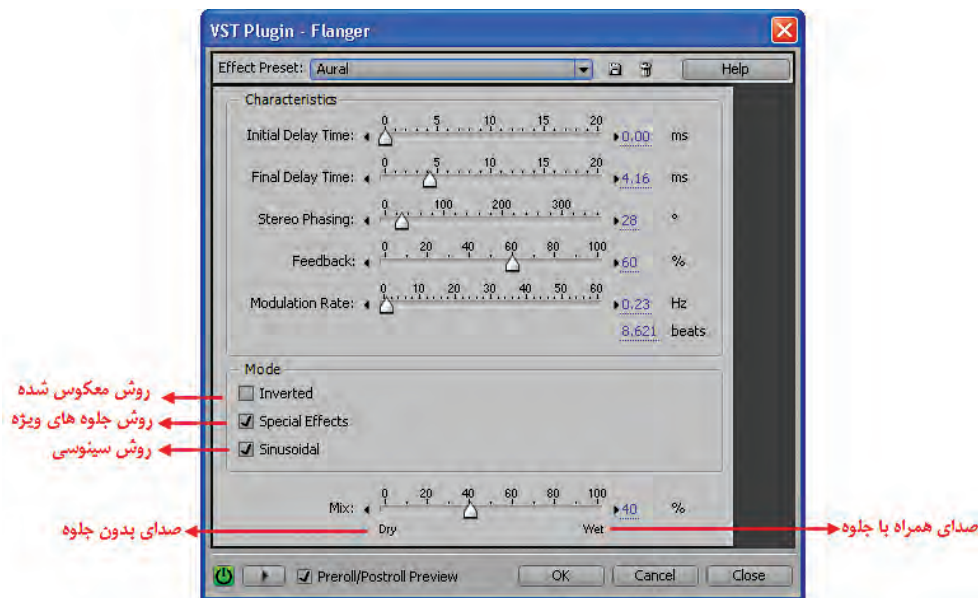 VST Plugin - Flanger
Effect Preset: Aural Help
Characteristics
0 5 10 15 20
Initial Delay Time: 0.00 ms
0 5 10 15 20
Final Delay Time: 4.16 ms
0 100 200 300
Stereo Phasing: 28 °
0 20 40 60 80 100
Feedback: 60 %
0 10 20 30 40 50 60
Modulation Rate: 0.23 Hz
8.621 beats
Mode
روش معکوس شده Inverted
روش جلوه های ویژه Special Effects
روش سینوسی Sinusoidal
0 20 40 60 80 100
Mix: 40 %
صدای بدون جلوه Dry Wet صدای همراه با جلوه
Preroll/Postroll Preview OK Cancel Close